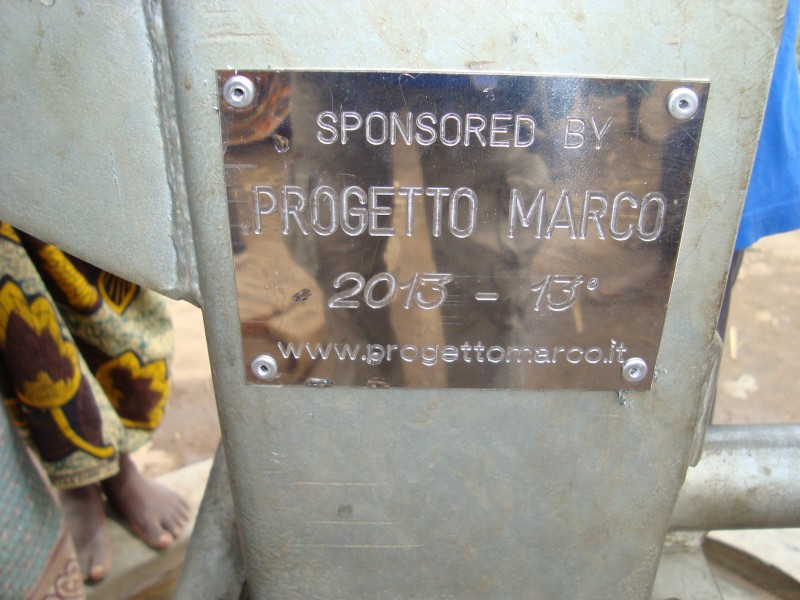 SPONSORED BY
PROGETTO MARCO
2013 - 13°
www.progettomarco.it